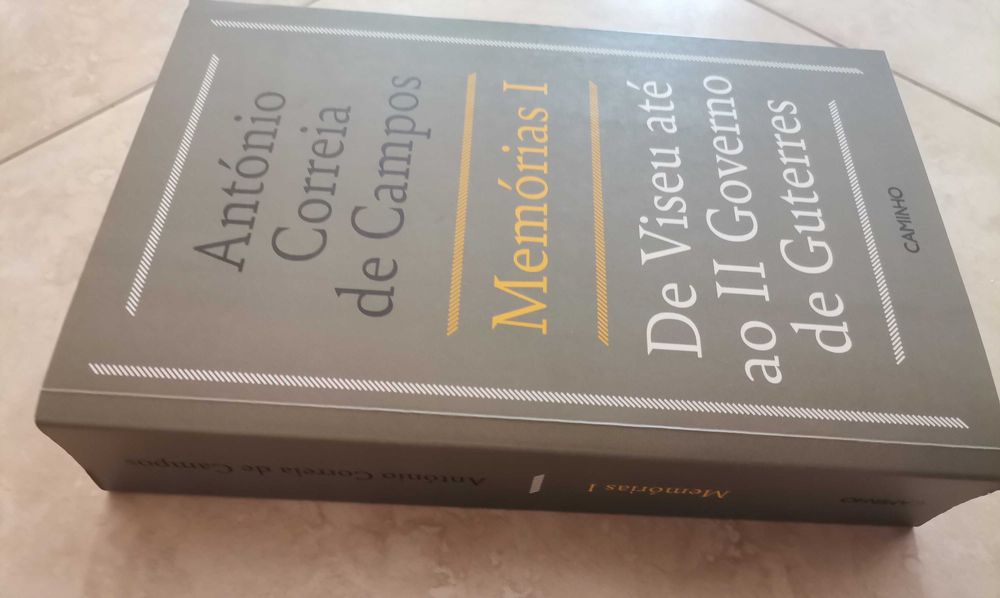 António
Correia
de Campos
Memórias I
De Viseu até
ao II Governo
de Guterres
CAMINHO
António Correia de Campos
Memórias I
CAMINHO